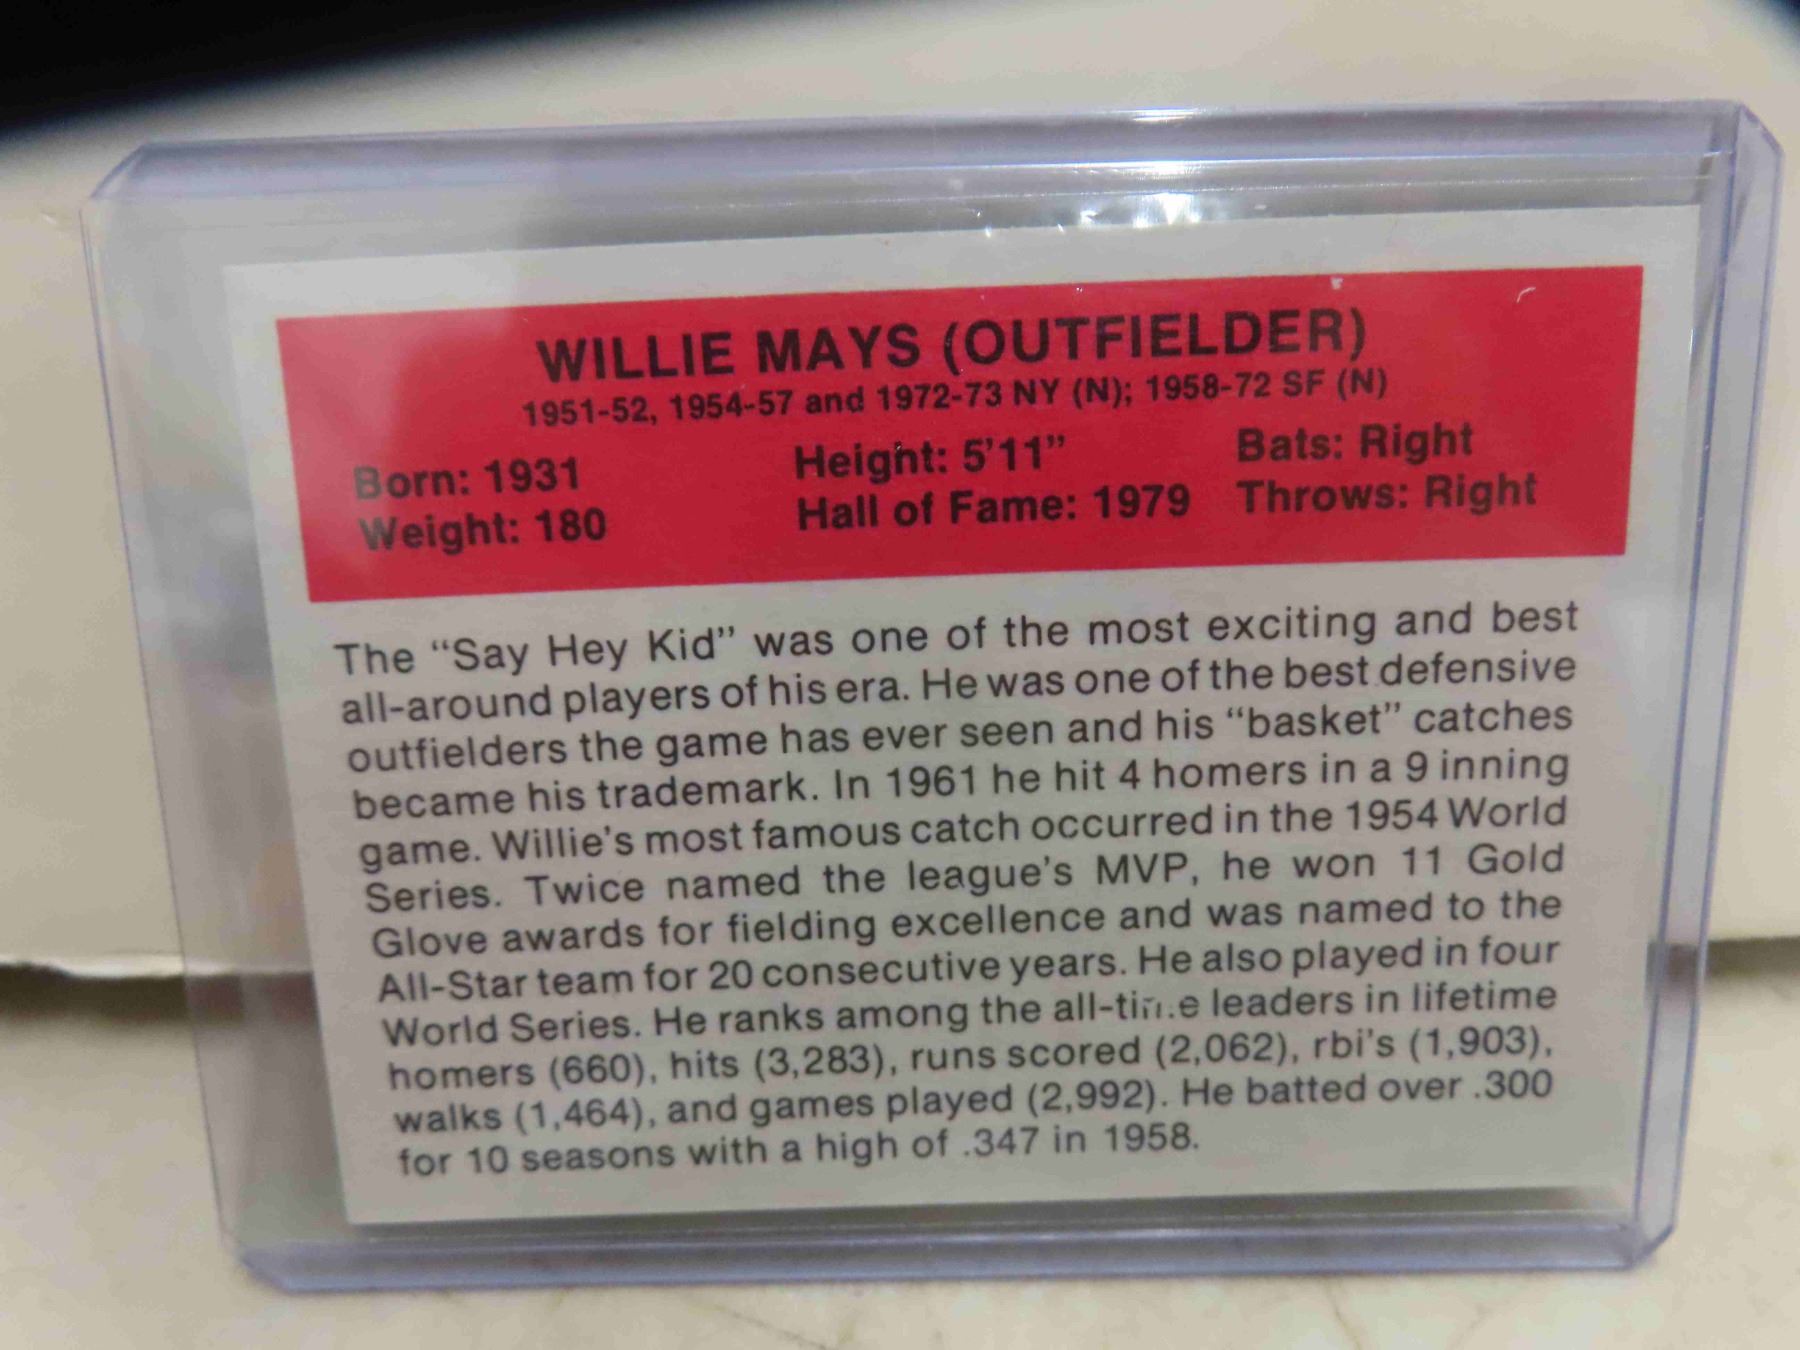 WILLIE MAYS (OUTFIELDER)
1951-52, 1954-57 and 1972-73 NY (N); 1958-72 SF (N)
Born: 1931 Height: 5'11” Bats: Right
Weight: 180 Hall of Fame: 1979 Throws: Right
The “Say Hey Kid” was one of the most exciting and best
all-around players of his era. He was one of the best defensive
outfielders the game has ever seen and his “basket” catches
became his trademark. In 1961 he hit 4 homers in a 9 inning
game. Willie's most famous catch occurred in the 1954 World
Series. Twice named the league's MVP, he won 11 Gold
Glove awards for fielding excellence and was named to the
All-Star team for 20 consecutive years. He also played in four
World Series. He ranks among the all-time leaders in lifetime
homers (660), hits (3,283), runs scored (2,062), rbi's (1,903),
walks (1,464), and games played (2,992). He batted over .300
for 10 seasons with a high of .347 in 1958.